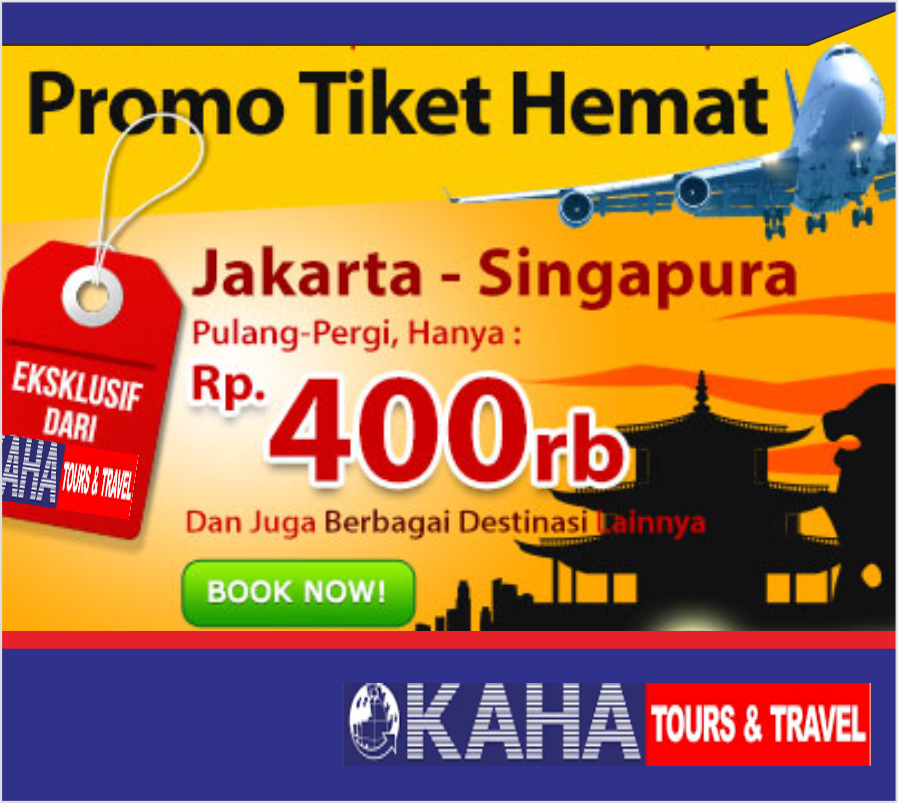 Promo Tiket Hemat
Jakarta - Singapura
Pulang-Pergi, Hanya :
Rp. 400rb
EKSKLUSIF
DARI
AHA TOURS & TRAVEL
Dan Juga Berbagai Destinasi Lainnya
BOOK NOW!
KAHA TOURS & TRAVEL